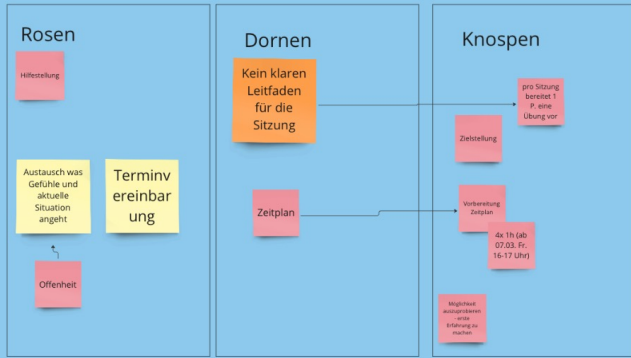 Rosen
Hilfestellung
Austausch was
Gefühle und
aktuelle
Situation
angeht
Terminv
ereinbar
ung
Offenheit
Dornen
Kein klaren
Leitfaden
für die
Sitzung
Zeitplan
Knospen
pro Sitzung
bereitet 1
P. eine
Übung vor
Zielstellung
Vorbereitung
Zeitplan
4x 1h (ab
07.03. Fr.
16-17 Uhr)
Möglichkeit
auszuprobieren
- erste
Erfahrung zu
machen